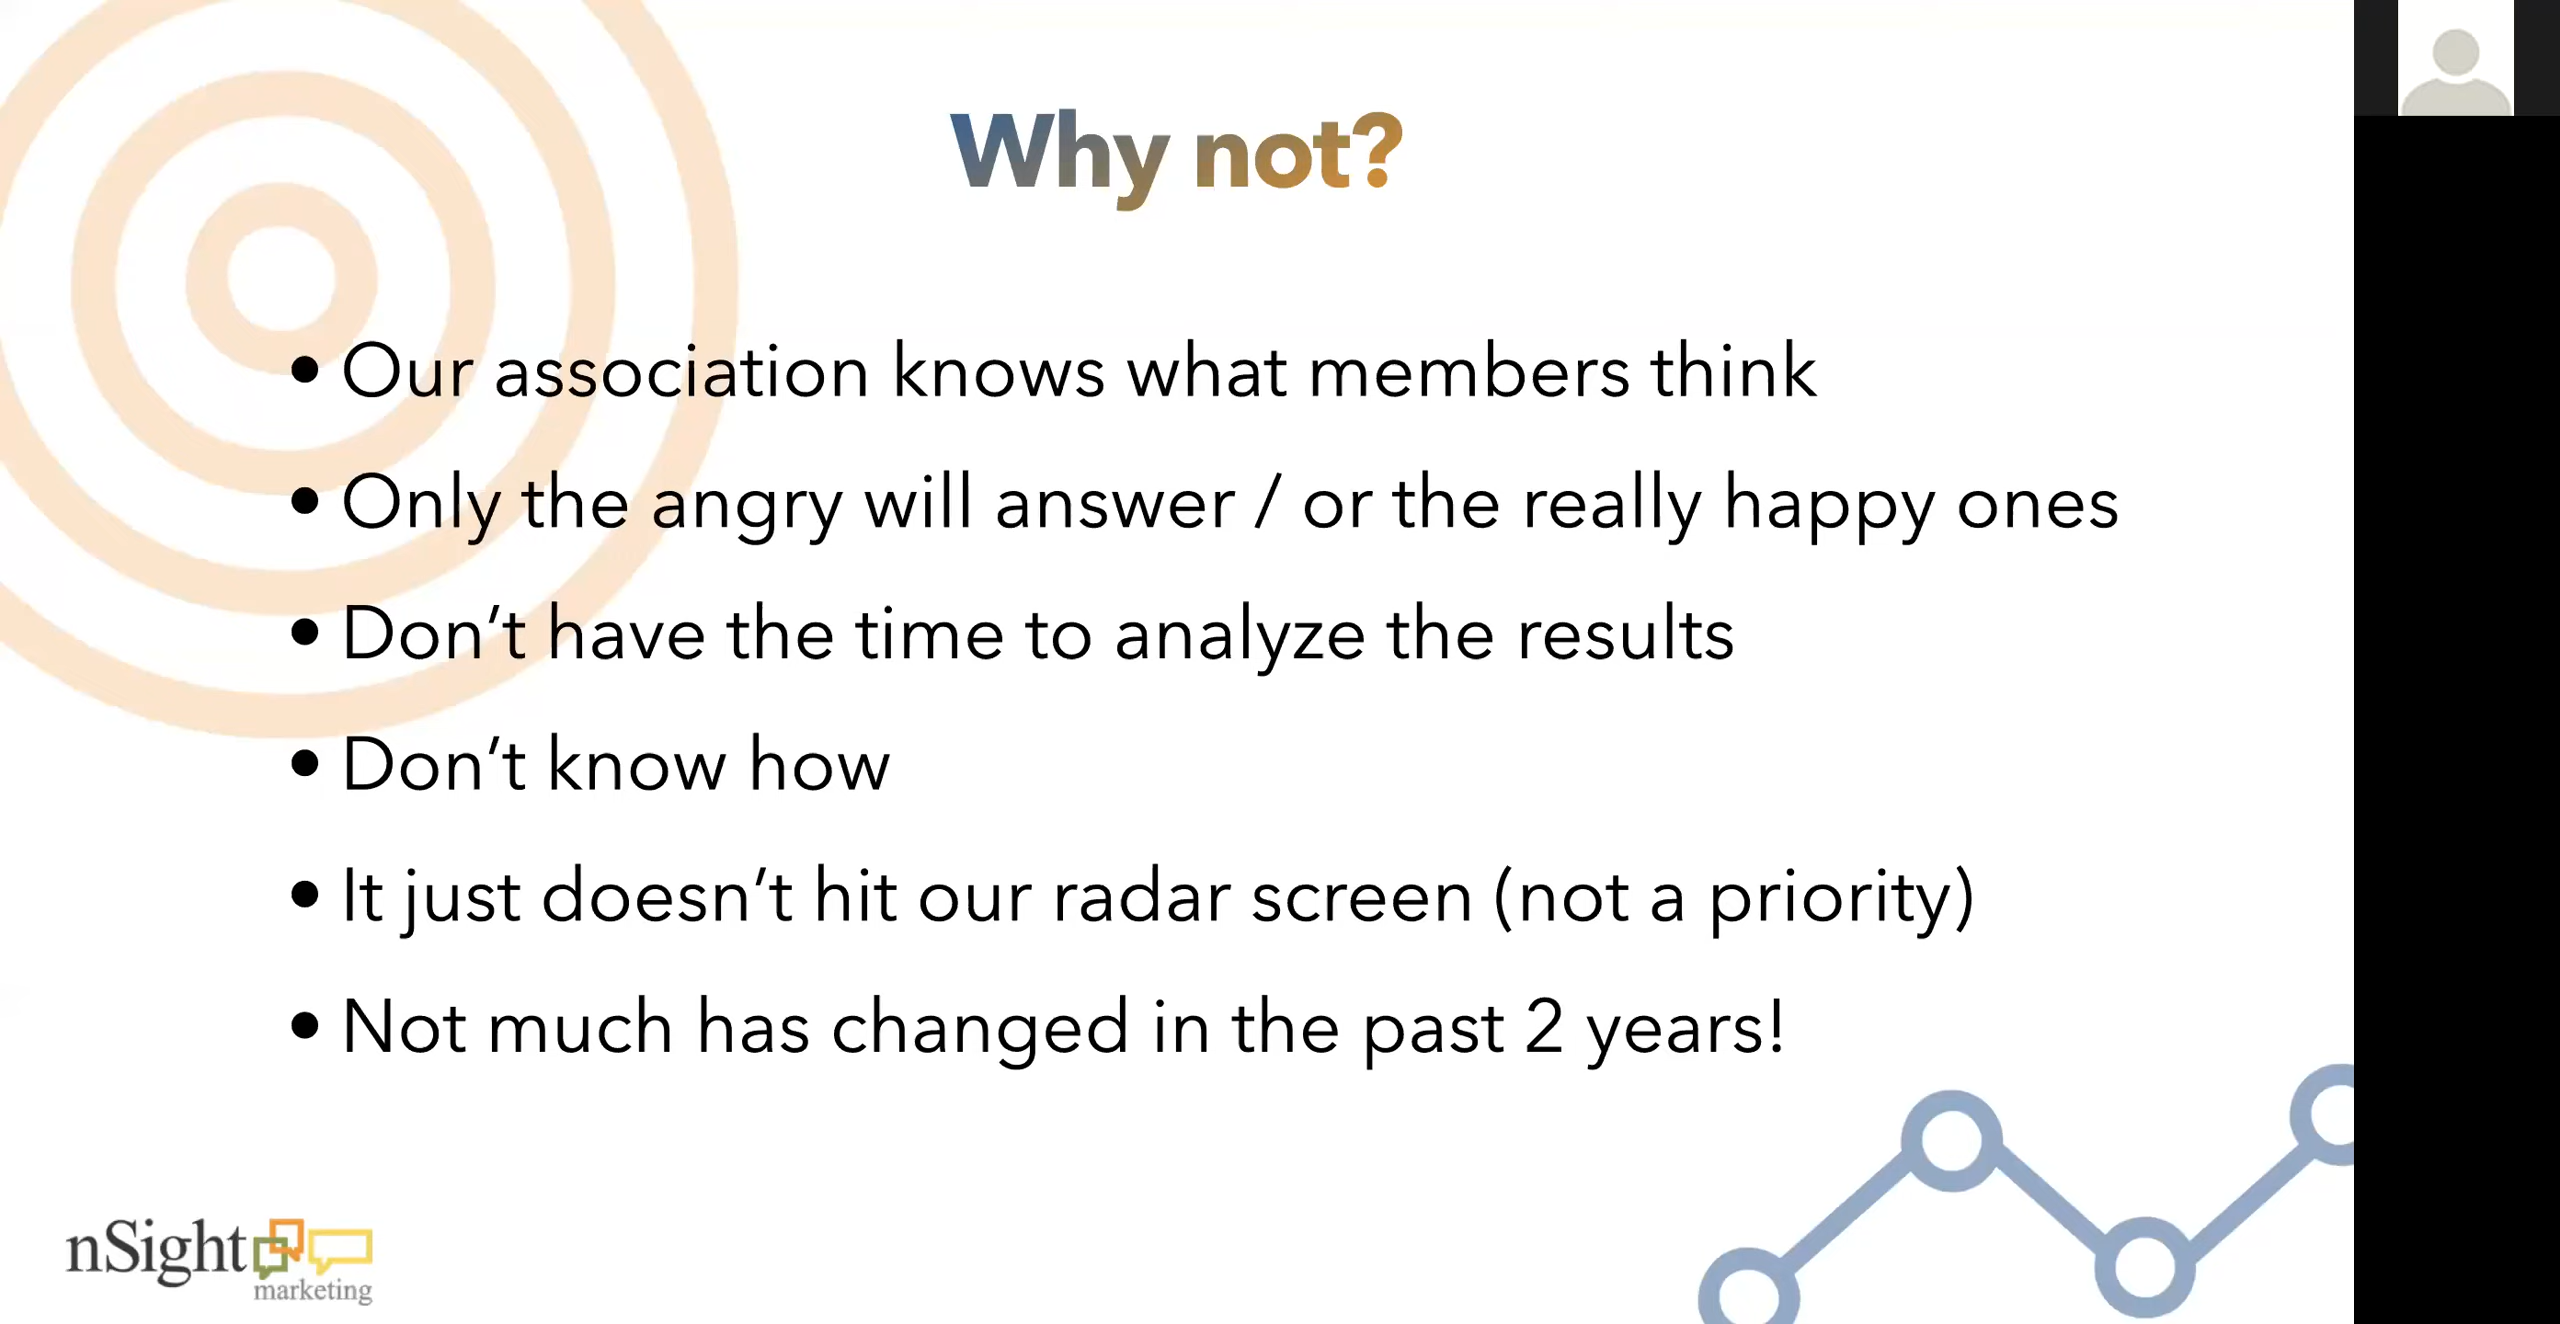 Why not?
• Our association knows what members think
• Only the angry will answer / or the really happy ones
• Don’t have the time to analyze the results
• Don’t know how
• It just doesn’t hit our radar screen (not a priority)
• Not much has changed in the past 2 years!
nSight
marketing